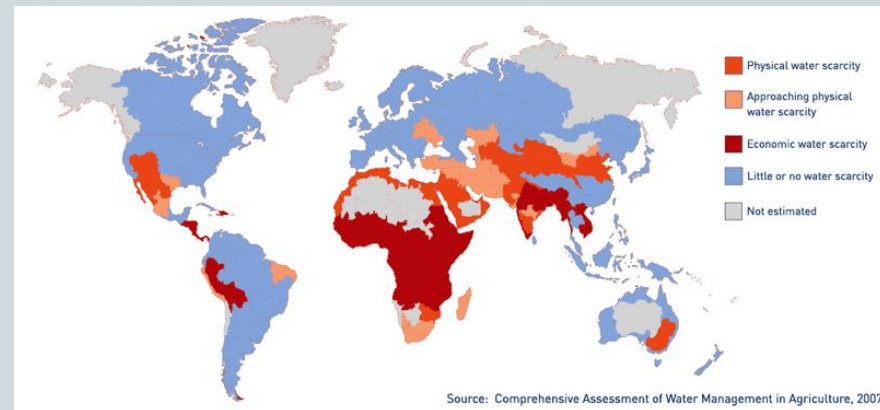 Physical water scarcity
Approaching physical
water scarcity
Economic water scarcity
Little or no water scarcity
Not estimated
Source: Comprehensive Assessment of Water Management in Agriculture, 2007